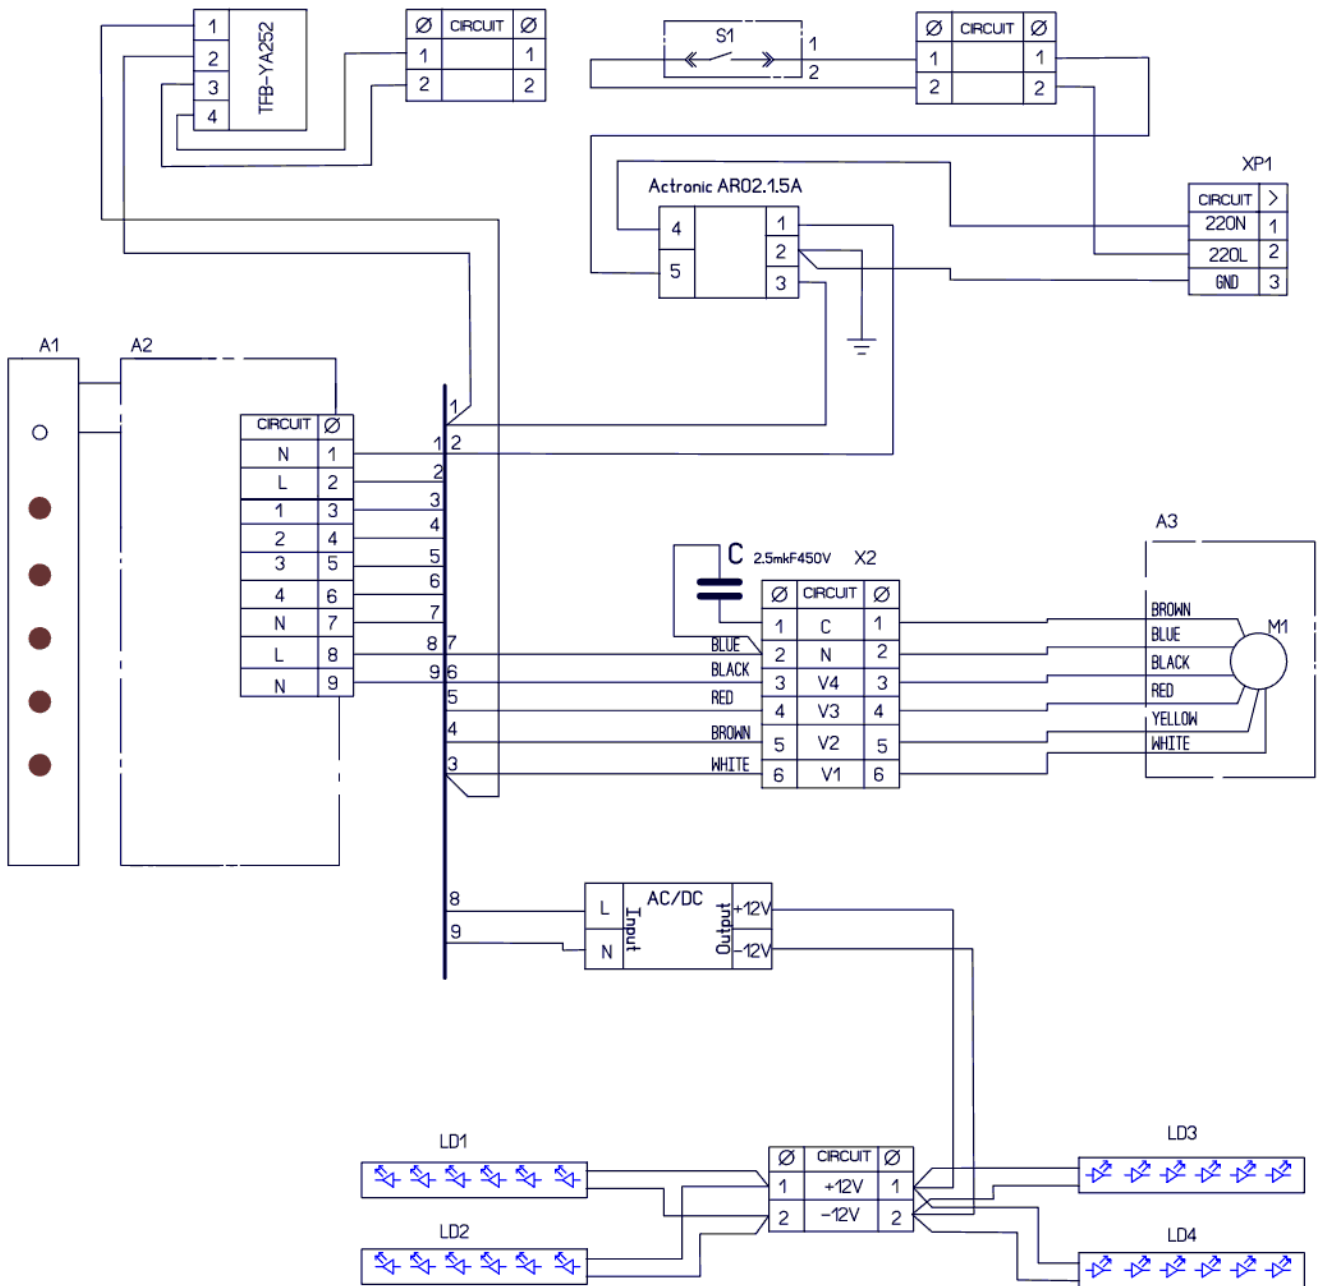 1
2
3
4
TFB-YA252
Ø CIRCUIT Ø
1 1
2 2
S1
1
2
Ø CIRCUIT Ø
1 1
2 2
Actronic AR02.1.5A
4
5
1
2
3
XP1
CIRCUIT >
220N 1
220L 2
GND 3
A1
A2
CIRCUIT Ø
N 1
L 2
1 3
2 4
3 5
4 6
N 7
L 8
N 9
1
1 2
2
3
4
5
6
7
8 7
9 6
5
4
3
8
9
C 2.5mkF450V
X2
BLUE
BLACK
RED
BROWN
WHITE
Ø CIRCUIT Ø
1 C 1
2 N 2
3 V4 3
4 V3 4
5 V2 5
6 V1 6
A3
BROWN
BLUE
BLACK
RED
YELLOW
WHITE
M1
L
N
Input
AC/DC
Output
+12V
-12V
LD1
LD2
Ø CIRCUIT Ø
1 +12V 1
2 -12V 2
LD3
LD4